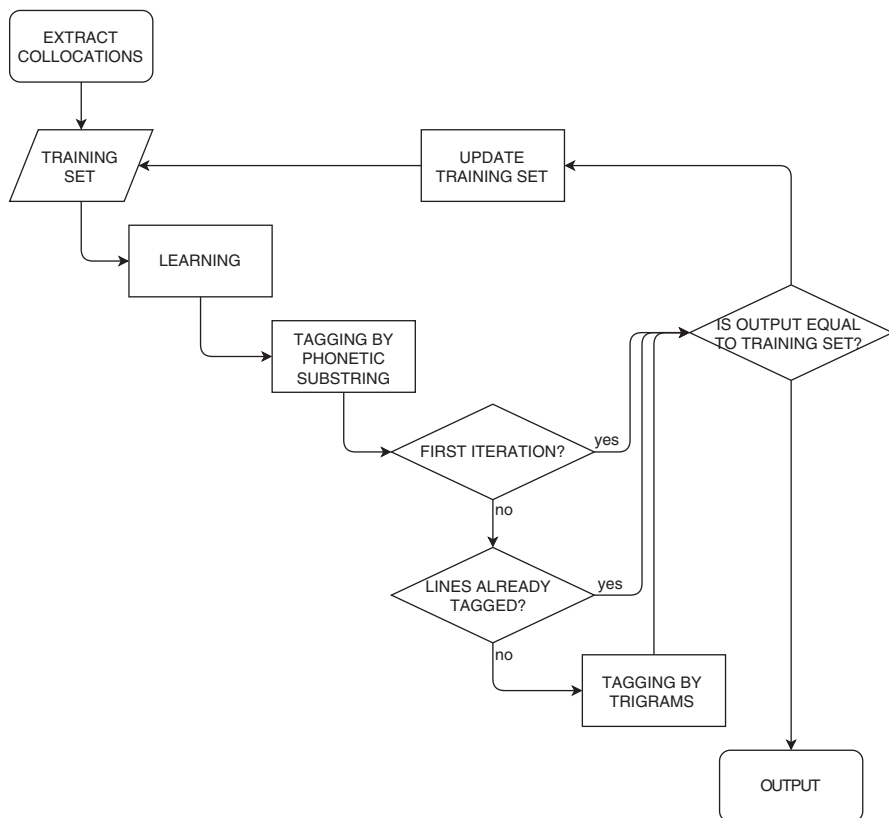 EXTRACT
COLLOCATIONS
TRAINING
SET
UPDATE
TRAINING SET
LEARNING
TAGGING BY
PHONETIC
SUBSTRING
IS OUTPUT EQUAL
TO TRAINING SET?
FIRST ITERATION?
yes
no
LINES ALREADY
TAGGED?
yes
no
TAGGING BY
TRIGRAMS
OUTPUT